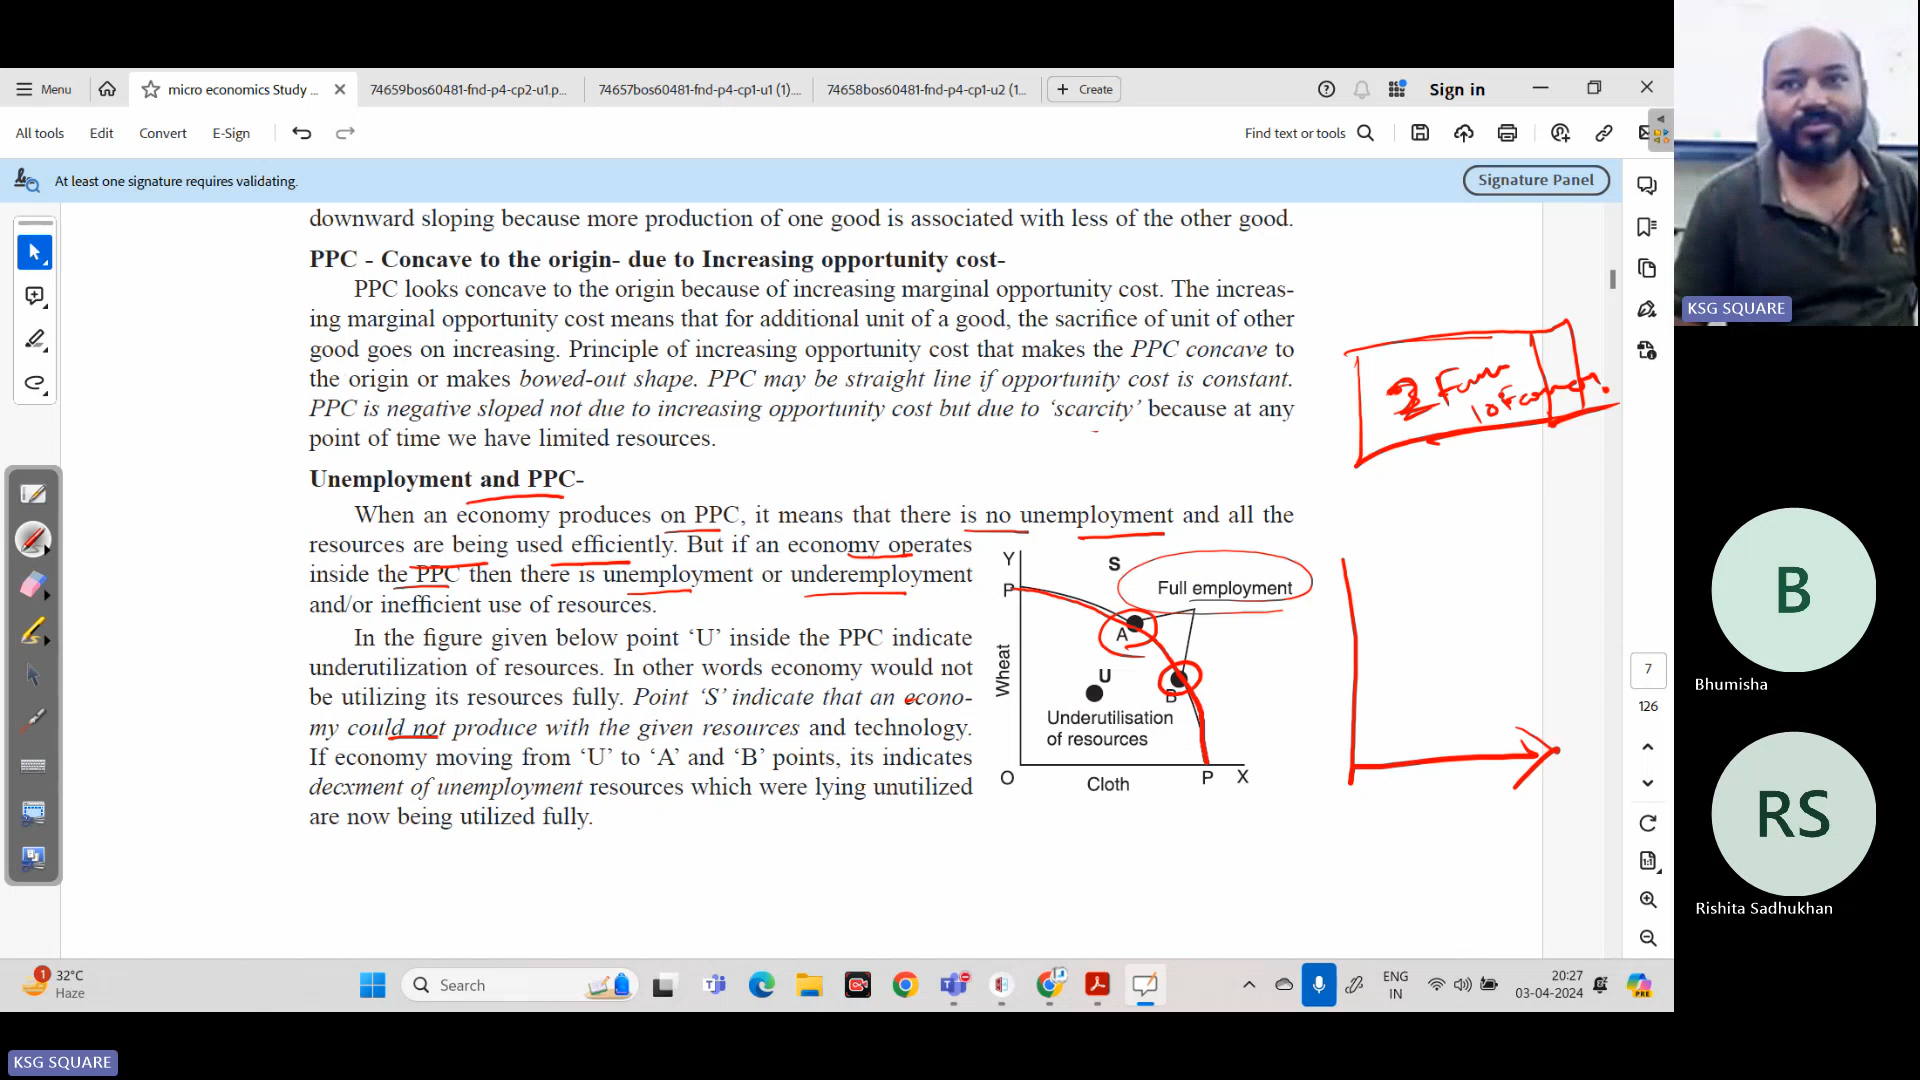 Menu
micro economics Study ...
74659bos60481-fnd-p4-cp2-u1.p...
74657bos60481-fnd-p4-cp1-u1 (1)....
74658bos60481-fnd-p4-cp1-u2 (1...
Create
Sign in
All tools
Edit
Convert
E-Sign
Find text or tools
At least one signature requires validating.
Signature Panel
downward sloping because more production of one good is associated with less of the other good.
PPC - Concave to the origin- due to Increasing opportunity cost-
PPC looks concave to the origin because of increasing marginal opportunity cost. The increas-
ing marginal opportunity cost means that for additional unit of a good, the sacrifice of unit of other
good goes on increasing. Principle of increasing opportunity cost that makes the PPC concave to
the origin or makes bowed-out shape. PPC may be straight line if opportunity cost is constant.
PPC is negative sloped not due to increasing opportunity cost but due to ‘scarcity’ because at any
point of time we have limited resources.
Unemployment and PPC-
When an economy produces on PPC, it means that there is no unemployment and all the
resources are being used efficiently. But if an economy operates
inside the PPC then there is unemployment or underemployment
and/or inefficient use of resources.
In the figure given below point ‘U’ inside the PPC indicate
underutilization of resources. In other words economy would not
be utilizing its resources fully. Point ‘S’ indicate that an econo-
my could not produce with the given resources and technology.
If economy moving from ‘U’ to ‘A’ and ‘B’ points, its indicates
decxment of unemployment resources which were lying unutilized
are now being utilized fully.
Y
S
P
Full employment
A
Wheat
U
B
Underutilisation
of resources
O
Cloth
P
X
2
10
7
126
1:1
KSG SQUARE
B
Bhumisha
RS
Rishita Sadhukhan
1
32°C
Haze
Search
ENG
IN
20:27
03-04-2024
PRE
KSG SQUARE